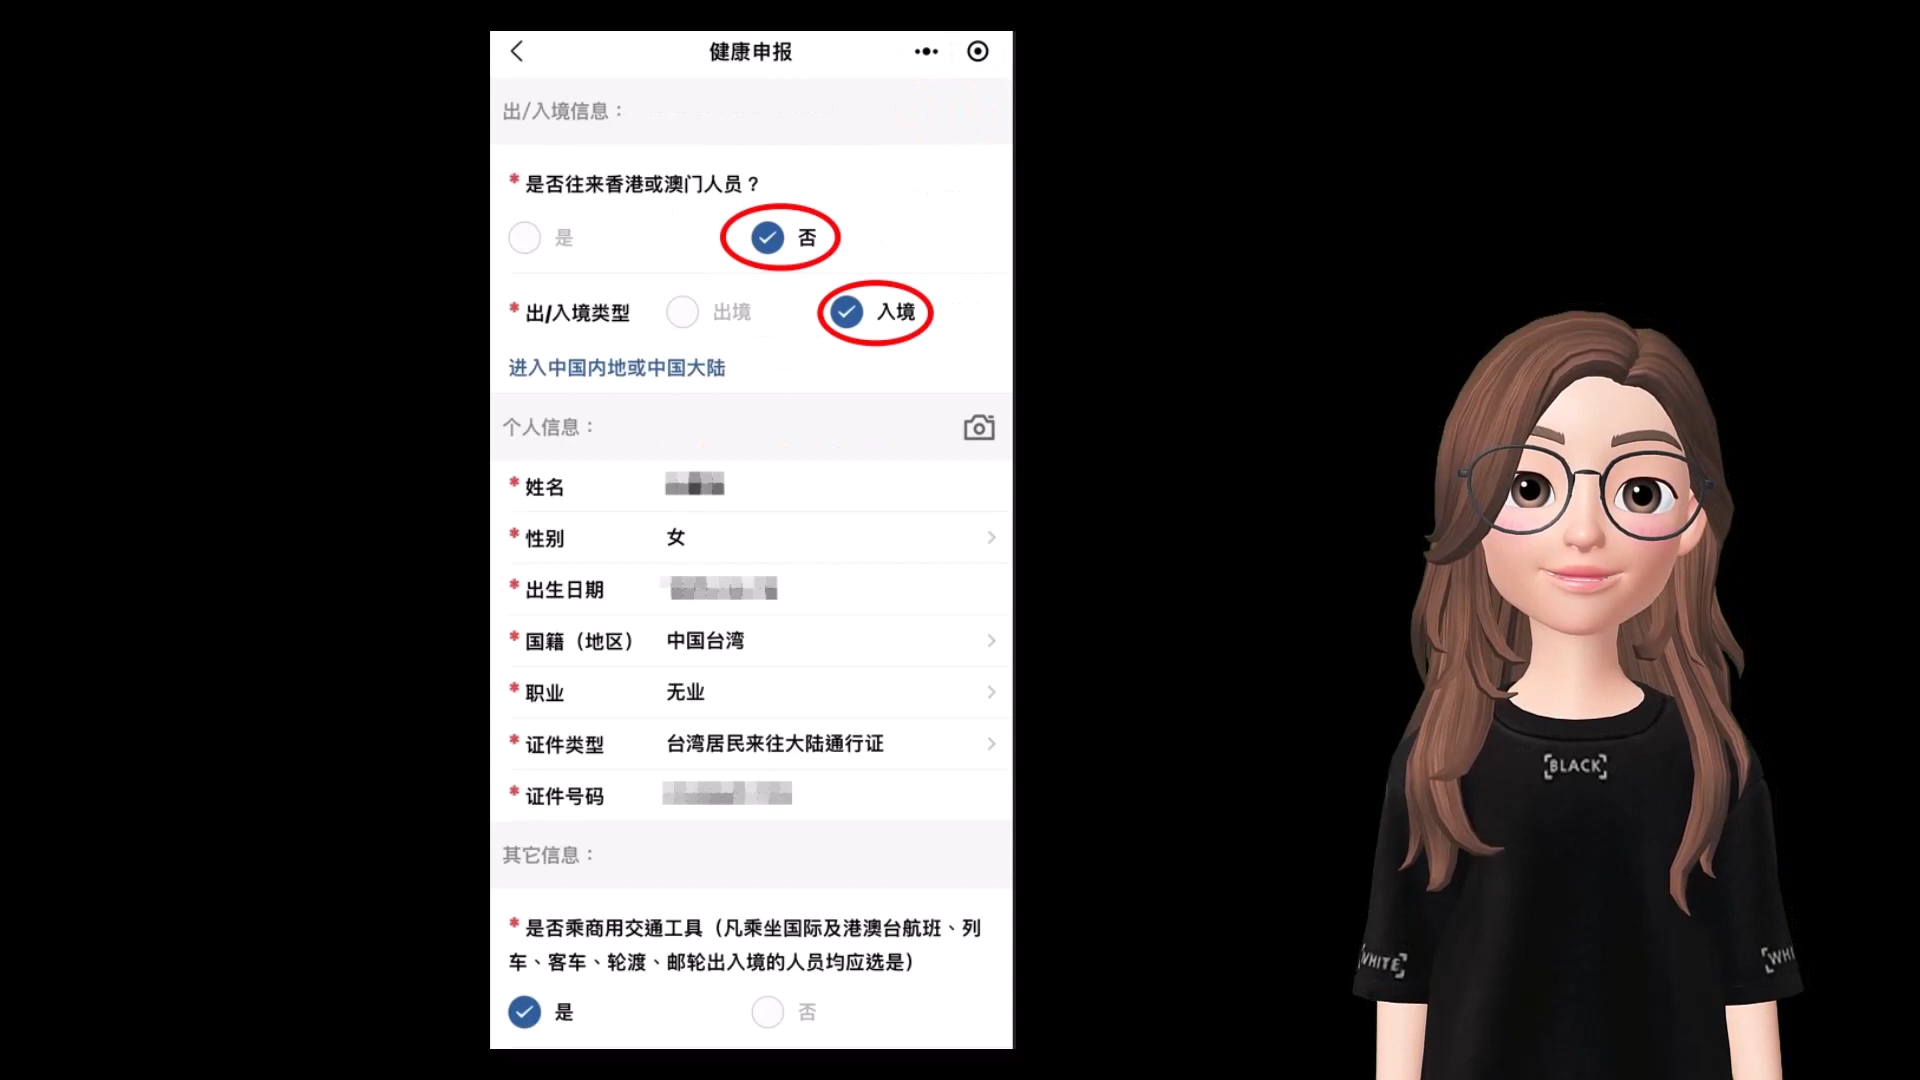 健康申报
出/入境信息：
* 是否往来香港或澳门人员？
是 否
* 出/入境类型 出境 入境
进入中国内地或中国大陆
个人信息：
* 姓名
* 性别 女
* 出生日期
* 国籍（地区） 中国台湾
* 职业 无业
* 证件类型 台湾居民来往大陆通行证
* 证件号码
其它信息：
* 是否乘商用交通工具（凡乘坐国际及港澳台航班、列
车、客车、轮渡、邮轮出入境的人员均应选是）
是 否
[BLACK]
WHITE]
[WHI